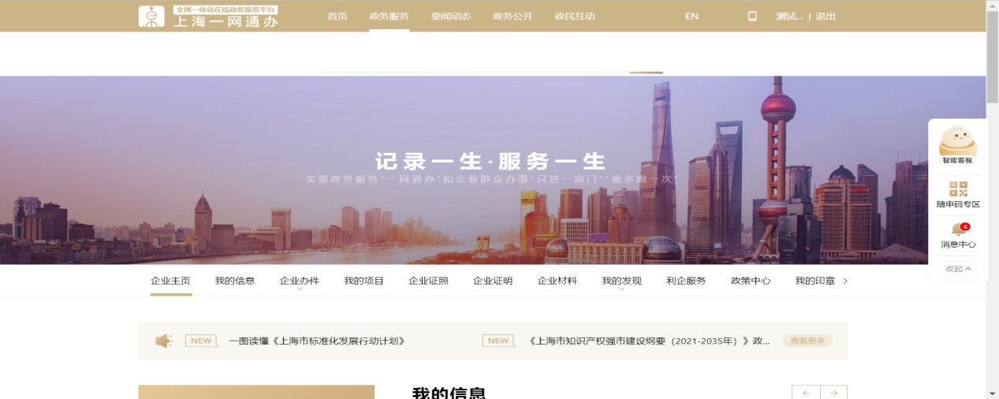 全国一体化在线政务服务平台
上海一网通办
首页 政务服务 要闻动态 政务公开 政民互动 EN 测试... | 退出
记录一生·服务一生
实现政务服务“一网通办”和企业群众办事“只进一扇门”“最多跑一次”
智能客服
随申码专区
8
消息中心
收起
企业主页 我的信息 企业办件 我的项目 企业证照 企业证明 企业材料 我的发现 利企服务 政策中心 我的印章
NEW 一图读懂《上海市标准化发展行动计划》 NEW 《上海市知识产权强市建设纲要（2021-2035年）》政... 查看更多
我的信息